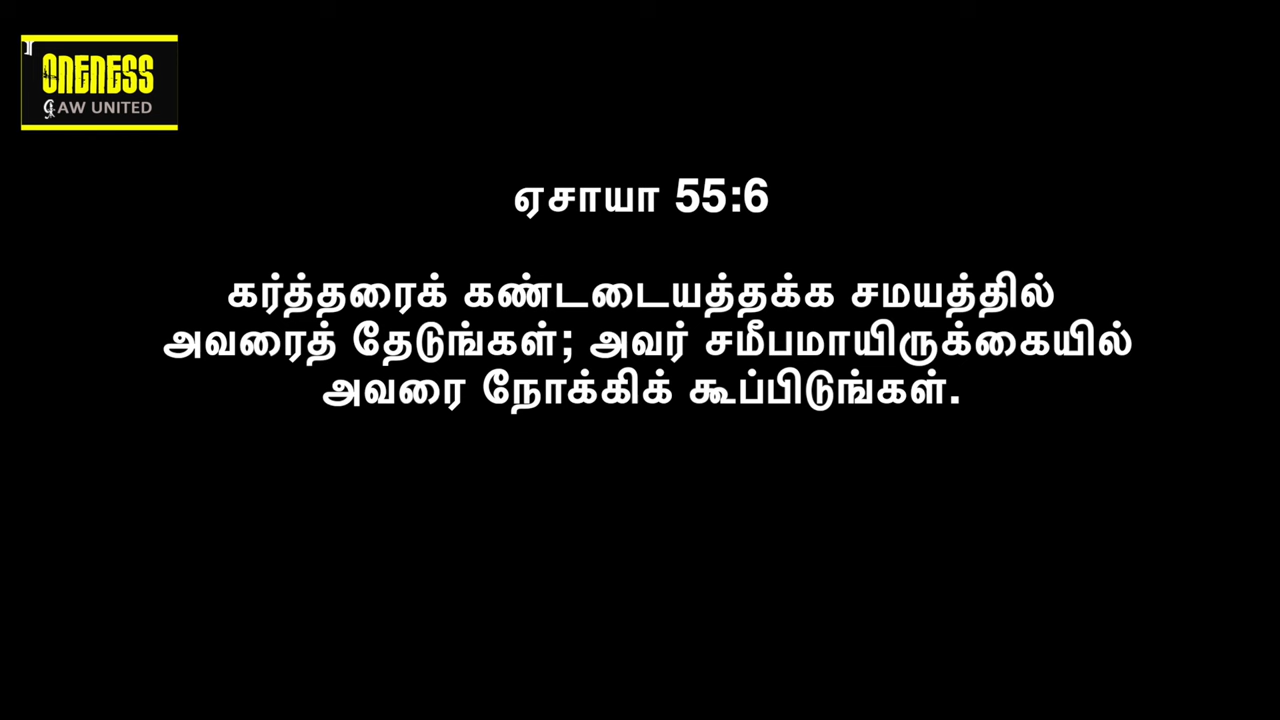 ONENESS
AW UNITED
ஏசாயா 55:6
கர்த்தரைக் கண்டடையத்தக்க சமயத்தில்
அவரைத் தேடுங்கள்; அவர் சமீபமாயிருக்கையில்
அவரை நோக்கிக் கூப்பிடுங்கள்.